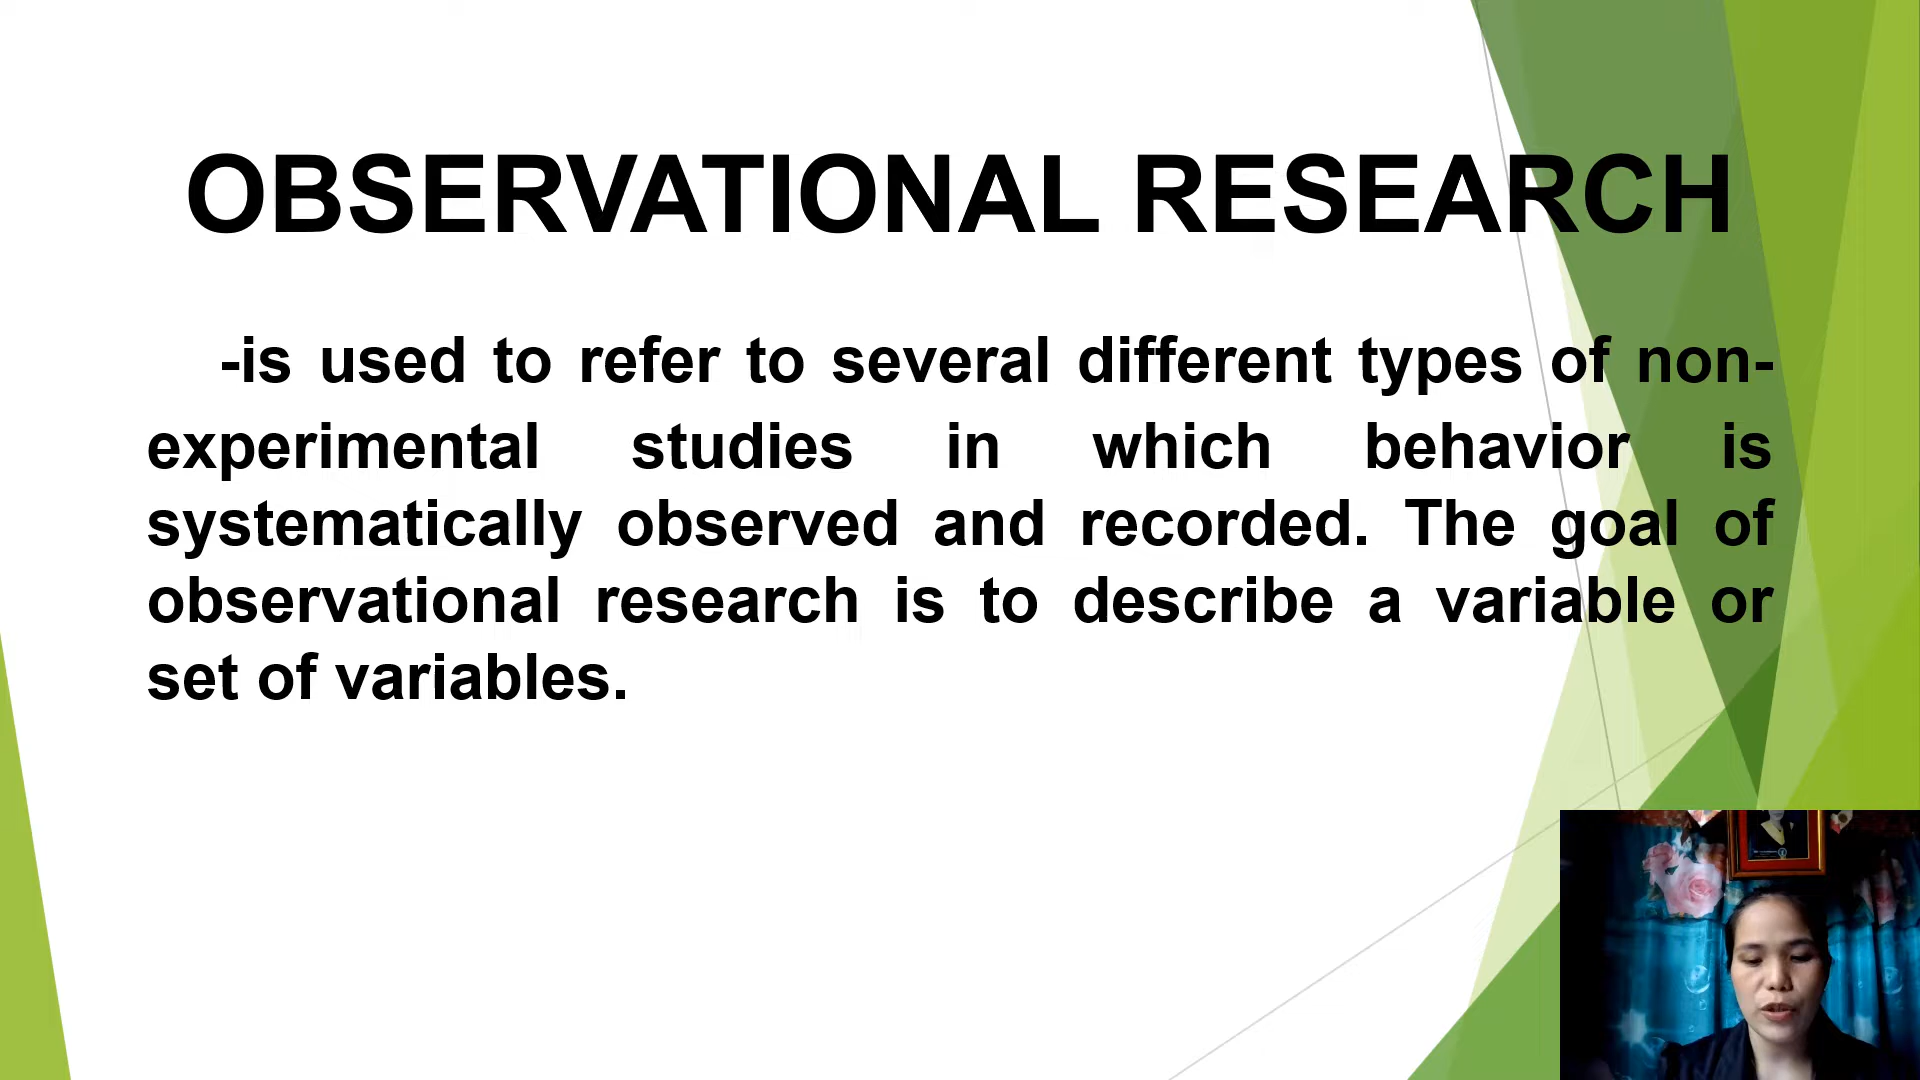 OBSERVATIONAL RESEARCH
-is used to refer to several different types of non-
experimental studies in which behavior is
systematically observed and recorded. The goal of
observational research is to describe a variable or
set of variables.